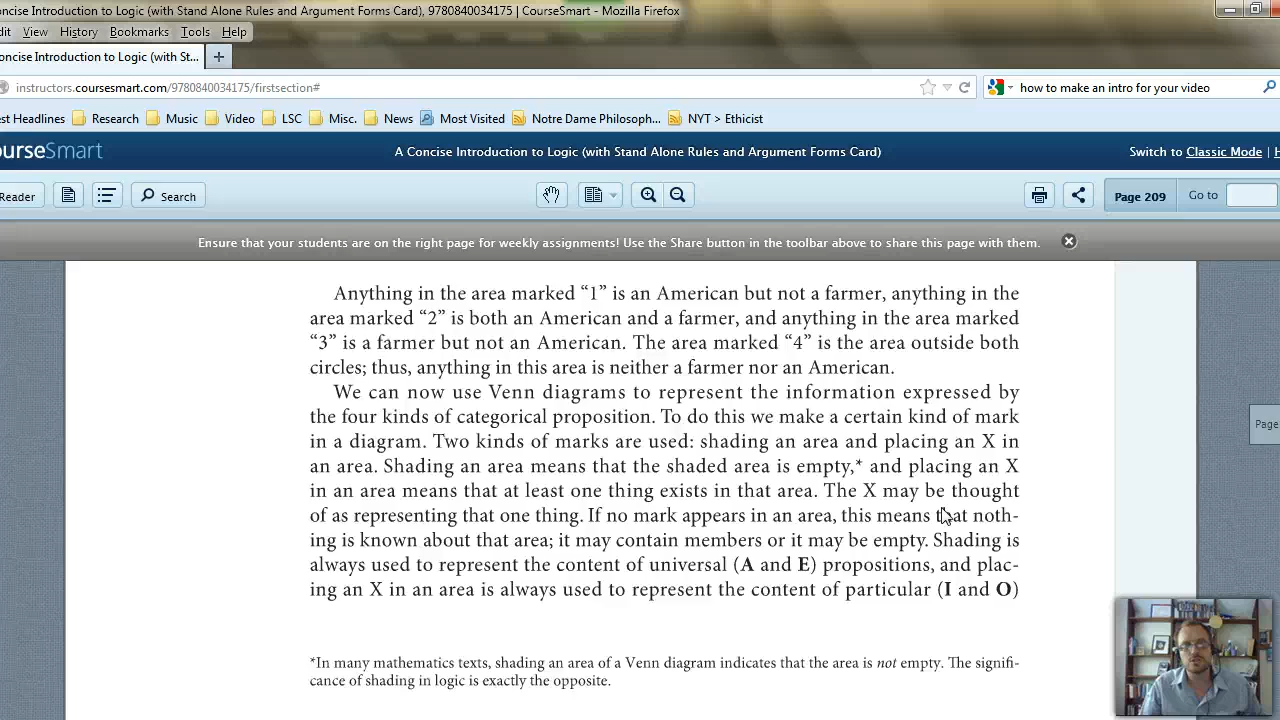 oncise Introduction to Logic (with Stand Alone Rules and Argument Forms Card), 9780840034175 | CourseSmart - Mozilla Firefox
dit View History Bookmarks Tools Help
oncise Introduction to Logic (with St... +
instructors.coursesmart.com/9780840034175/firstsection# how to make an intro for your video
est Headlines Research Music Video LSC Misc. News Most Visited Notre Dame Philosoph... NYT > Ethicist
urseSmart A Concise Introduction to Logic (with Stand Alone Rules and Argument Forms Card) Switch to Classic Mode | H
Reader Search Page 209 Go to
Ensure that your students are on the right page for weekly assignments! Use the Share button in the toolbar above to share this page with them.
Anything in the area marked “1” is an American but not a farmer, anything in the
area marked “2” is both an American and a farmer, and anything in the area marked
“3” is a farmer but not an American. The area marked “4” is the area outside both
circles; thus, anything in this area is neither a farmer nor an American.
We can now use Venn diagrams to represent the information expressed by
the four kinds of categorical proposition. To do this we make a certain kind of mark
in a diagram. Two kinds of marks are used: shading an area and placing an X in
an area. Shading an area means that the shaded area is empty,* and placing an X
in an area means that at least one thing exists in that area. The X may be thought
of as representing that one thing. If no mark appears in an area, this means that noth-
ing is known about that area; it may contain members or it may be empty. Shading is
always used to represent the content of universal (A and E) propositions, and plac-
ing an X in an area is always used to represent the content of particular (I and O)
*In many mathematics texts, shading an area of a Venn diagram indicates that the area is not empty. The signifi-
cance of shading in logic is exactly the opposite.
Page